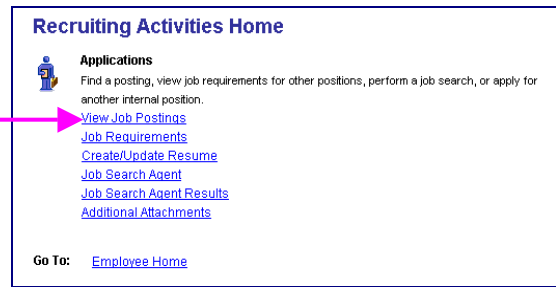 Recruiting Activities Home
Applications
Find a posting, view job requirements for other positions, perform a job search, or apply for
another internal position.
View Job Postings
Job Requirements
Create/Update Resume
Job Search Agent
Job Search Agent Results
Additional Attachments
Go To: Employee Home